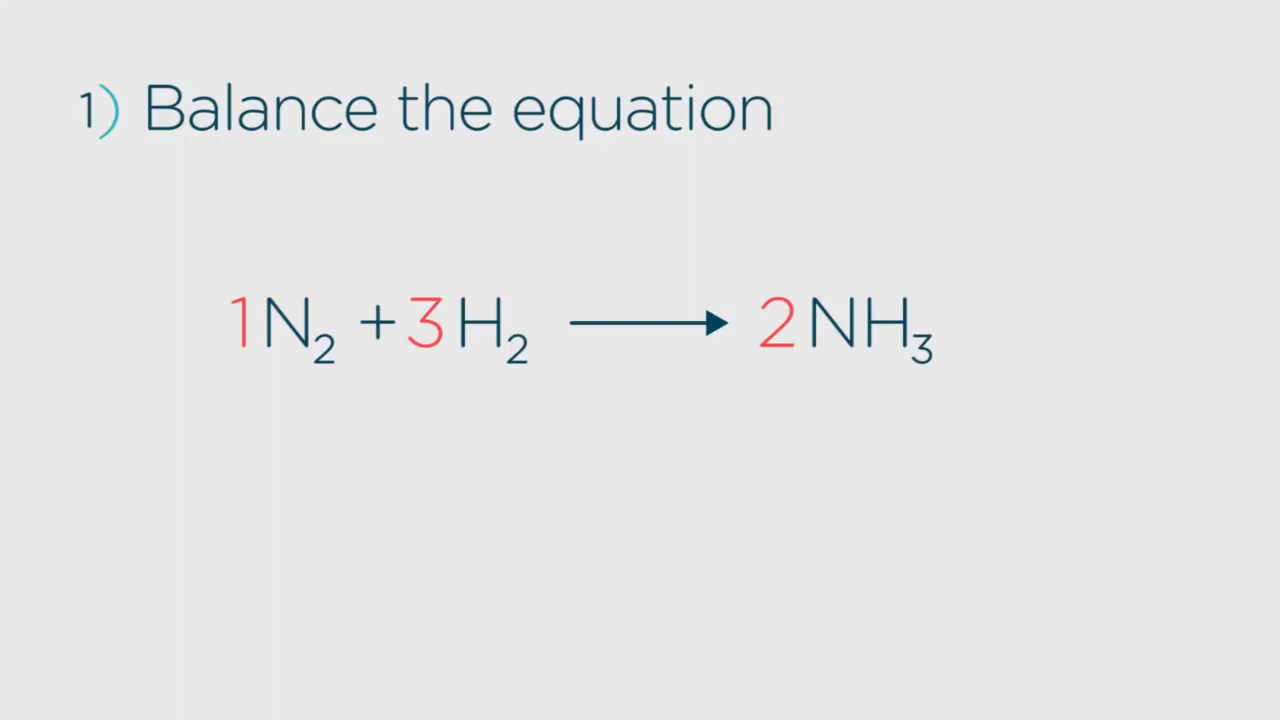 1) Balance the equation
1N₂ + 3H₂ ⟶ 2NH₃